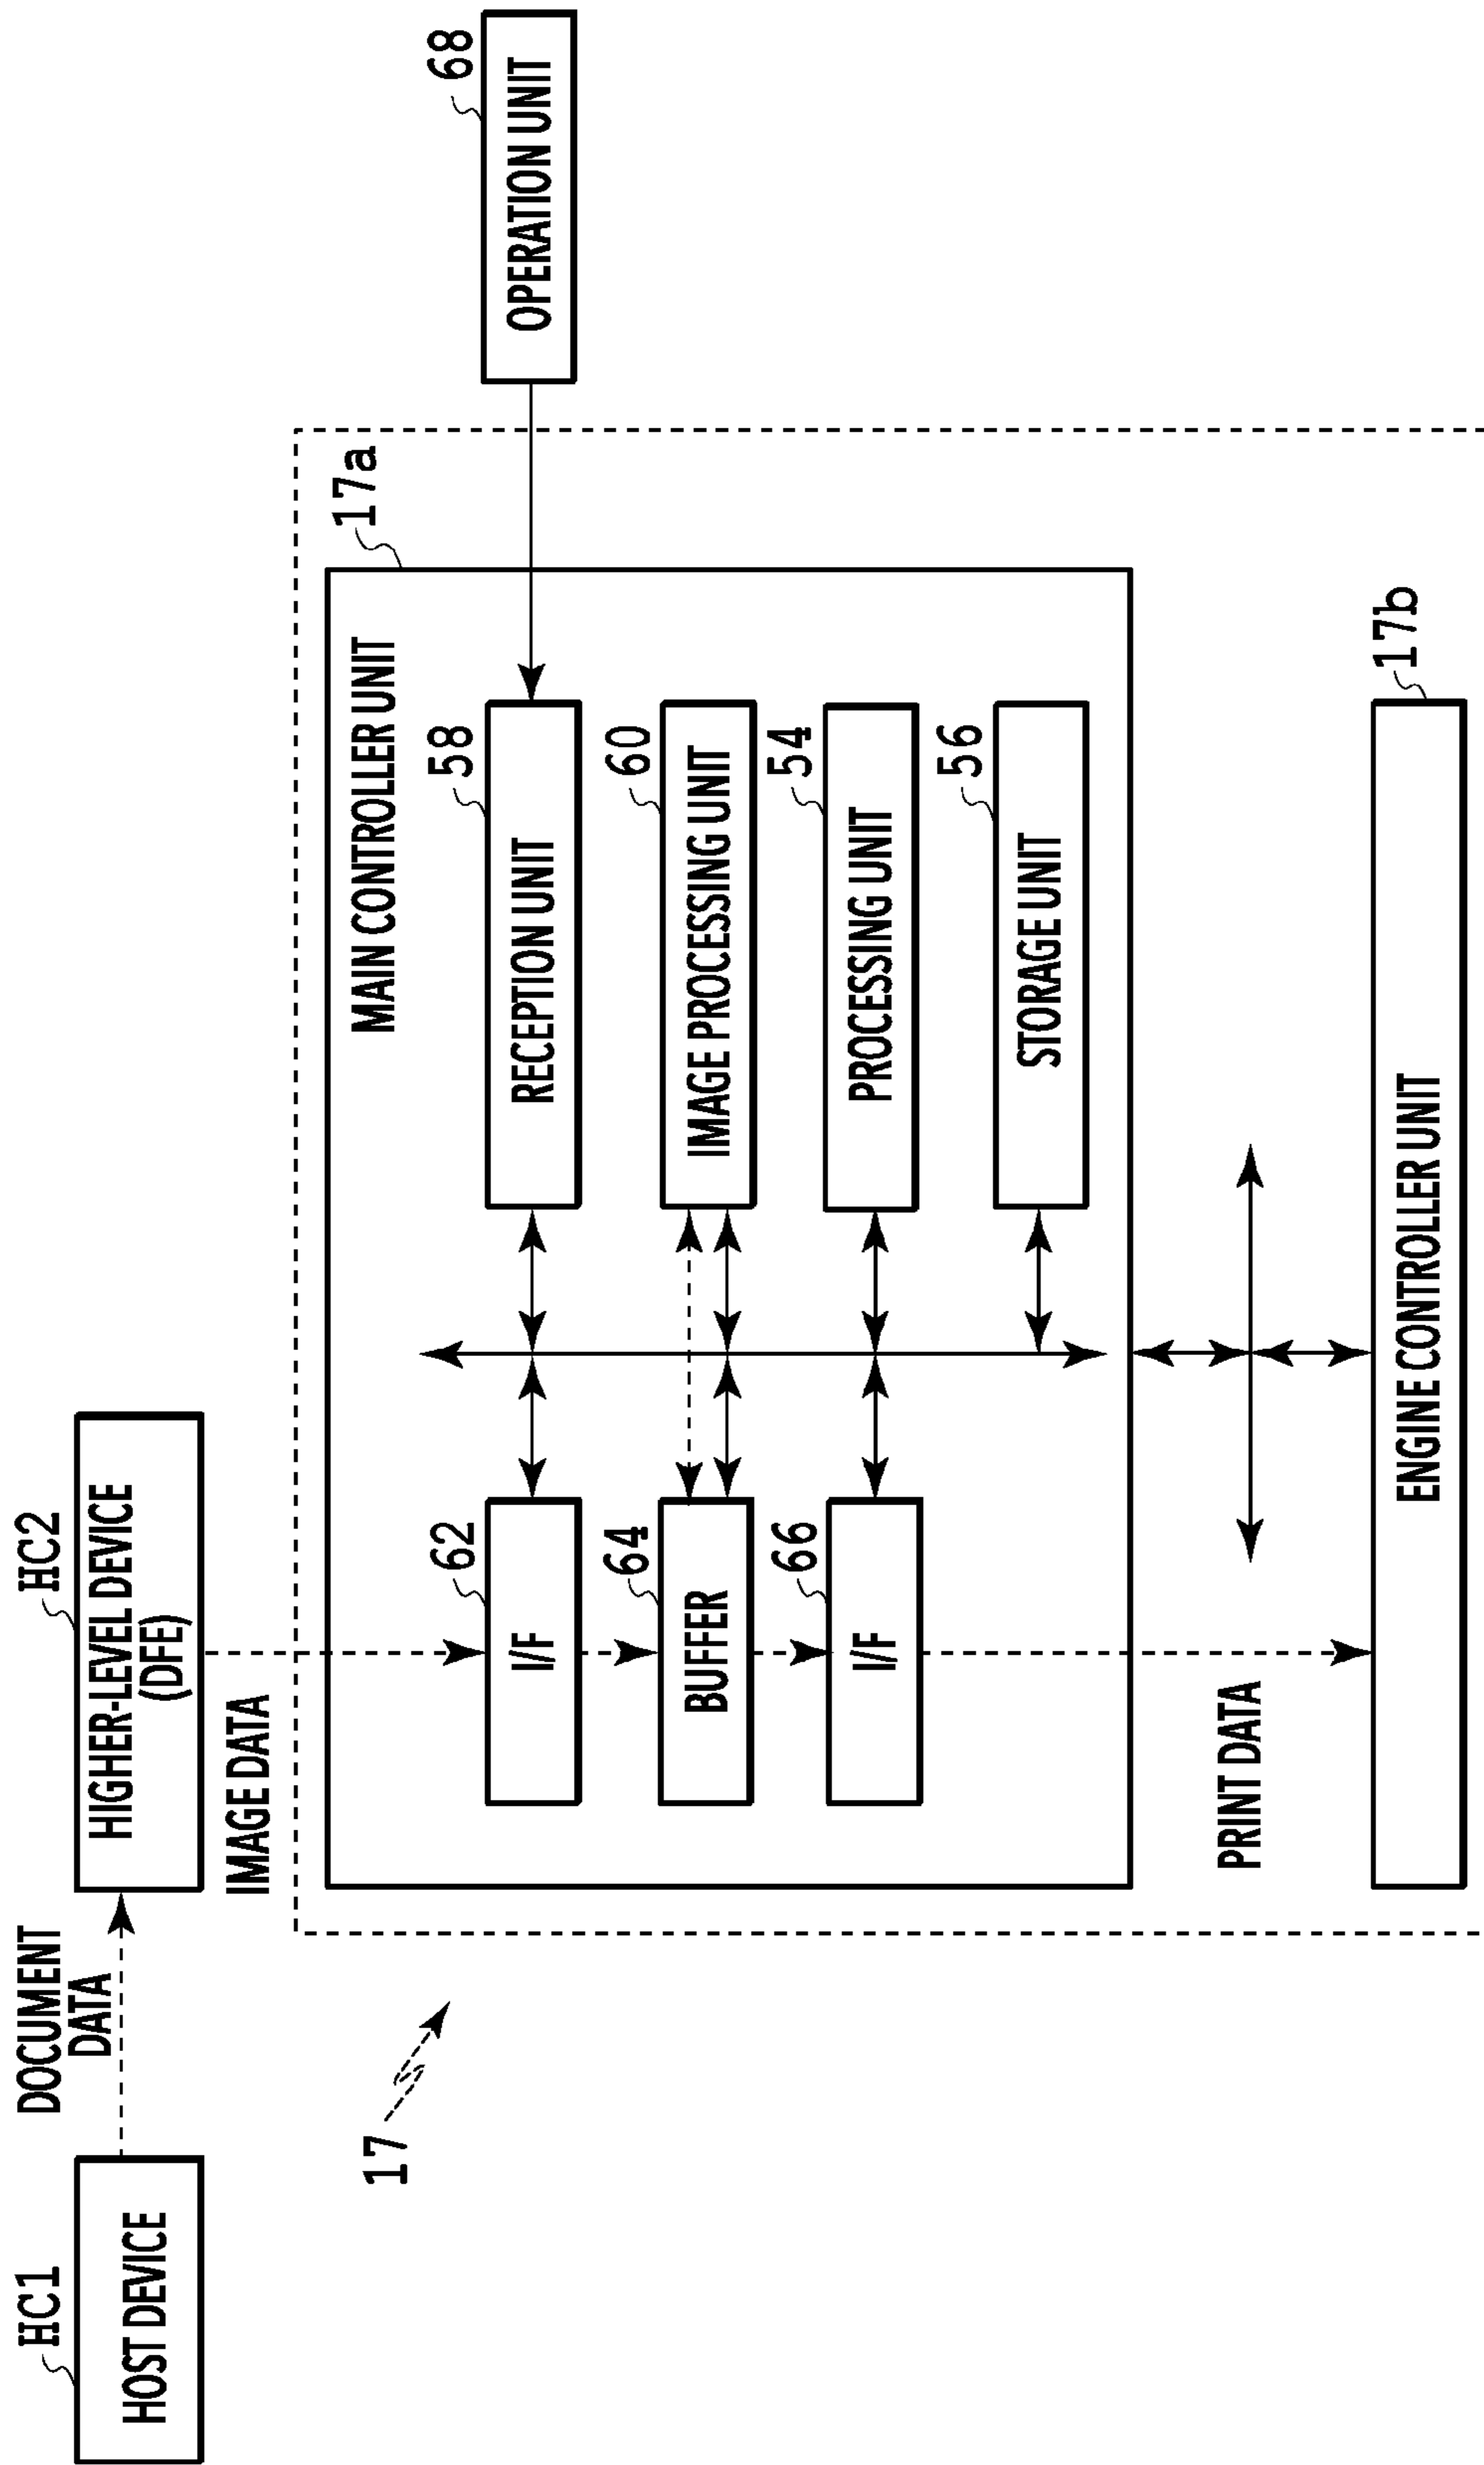 HC1
HOST DEVICE
DOCUMENT
DATA
HC2
HIGHER-LEVEL DEVICE
(DFE)
IMAGE DATA
68
OPERATION UNIT
17
17a
MAIN CONTROLLER UNIT
62
I/F
58
RECEPTION UNIT
64
BUFFER
60
IMAGE PROCESSING UNIT
66
I/F
54
PROCESSING UNIT
56
STORAGE UNIT
PRINT DATA
17b
ENGINE CONTROLLER UNIT